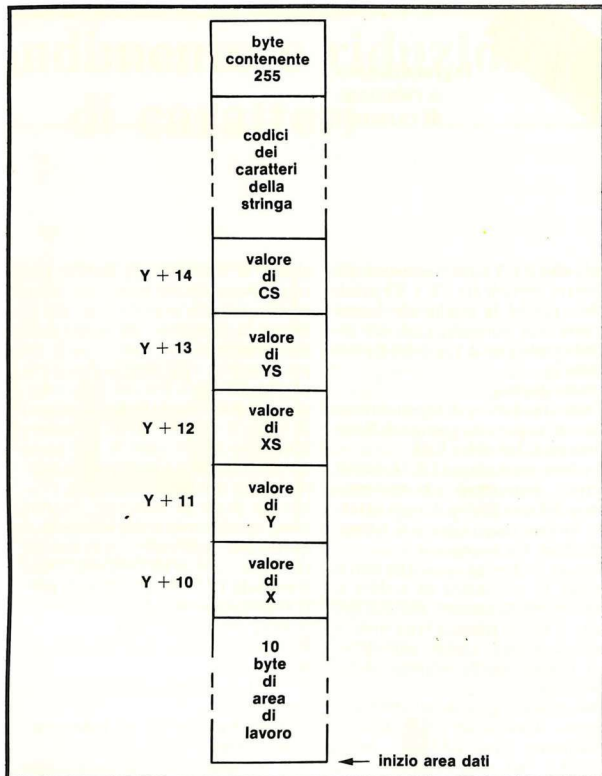 byte
contenente
255
codici
dei
caratteri
della
stringa
Y + 14
valore
di
CS
Y + 13
valore
di
YS
Y + 12
valore
di
XS
Y + 11
valore
di
Y
Y + 10
valore
di
X
10
byte
di
area
di
lavoro
← inizio area dati